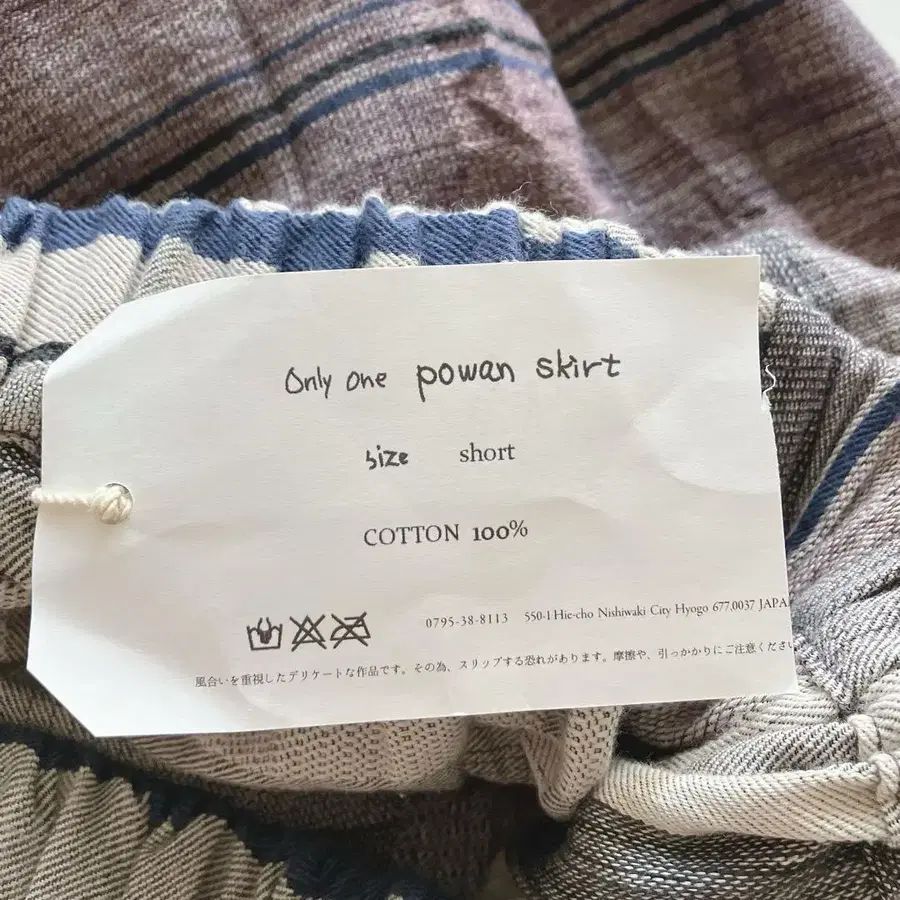 Only one powan skirt
size short
COTTON 100%
0795-38-8113 550-1 Hie-cho Nishiwaki City Hyogo 677.0037 JAPA
風合いを重視したデリケートな作品です。その為、スリップする恐れがあります。摩擦や、引っかかりにご注意ください